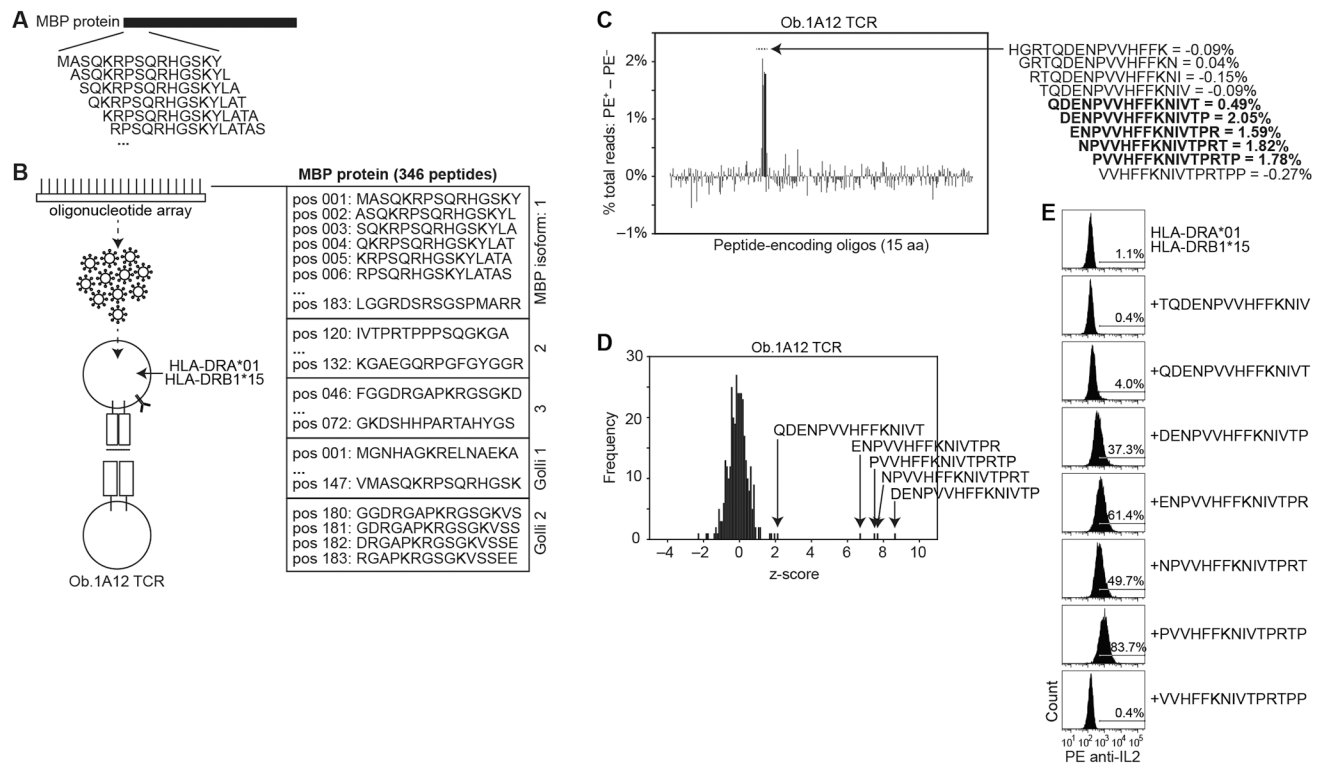 A
MBP protein
MASQKRPSQRHGSKY
ASQKRPSQRHGSKYL
SQKRPSQRHGSKYLA
QKRPSQRHGSKYLAT
KRPSQRHGSKYLATA
RPSQRHGSKYLATAS
...
B
oligonucleotide array
HLA-DRA*01
HLA-DRB1*15
Ob.1A12 TCR
MBP protein (346 peptides)
pos 001: MASQKRPSQRHGSKY
pos 002: ASQKRPSQRHGSKYL
pos 003: SQKRPSQRHGSKYLA
pos 004: QKRPSQRHGSKYLAT
pos 005: KRPSQRHGSKYLATA
pos 006: RPSQRHGSKYLATAS
...
pos 183: LGGRDSRSGSPMARR
MBP isoform: 1
pos 120: IVTPRTPPPSQGKGA
...
pos 132: KGAEGQRPGFGYGGR
2
pos 046: FGGDRGAPKRGSGKD
...
pos 072: GKDSHHPARTAHYGS
3
pos 001: MGNHAGKRELNAEKA
...
pos 147: VMASQKRPSQRHGSK
Golli 1
pos 180: GGDRGAPKRGSGKVS
pos 181: GDRGAPKRGSGKVSS
pos 182: DRGAPKRGSGKVSSE
pos 183: RGAPKRGSGKVSSEE
Golli 2
C
Ob.1A12 TCR
% total reads: PE⁺ – PE⁻
2%
1%
0%
–1%
Peptide-encoding oligos (15 aa)
HGRTQDENPVVHFFK = -0.09%
GRTQDENPVVHFFKN = 0.04%
RTQDENPVVHFFKNI = -0.15%
TQDENPVVHFFKNIV = -0.09%
QDENPVVHFFKNIVT = 0.49%
DENPVVHFFKNIVTP = 2.05%
ENPVVHFFKNIVTPR = 1.59%
NPVVHFFKNIVTPRT = 1.82%
PVVHFFKNIVTPRTP = 1.78%
VVHFFKNIVTPRTPP = -0.27%
D
Ob.1A12 TCR
Frequency
30
20
10
0
QDENPVVHFFKNIVT
ENPVVHFFKNIVTPR
PVVHFFKNIVTPRTP
NPVVHFFKNIVTPRT
DENPVVHFFKNIVTP
−4 −2 0 2 4 6 8 10
z-score
E
1.1%
HLA-DRA*01
HLA-DRB1*15
0.4%
+TQDENPVVHFFKNIV
4.0%
+QDENPVVHFFKNIVT
37.3%
+DENPVVHFFKNIVTP
61.4%
+ENPVVHFFKNIVTPR
49.7%
+NPVVHFFKNIVTPRT
83.7%
+PVVHFFKNIVTPRTP
0.4%
+VVHFFKNIVTPRTPP
Count
10¹ 10² 10³ 10⁴ 10⁵
PE anti-IL2